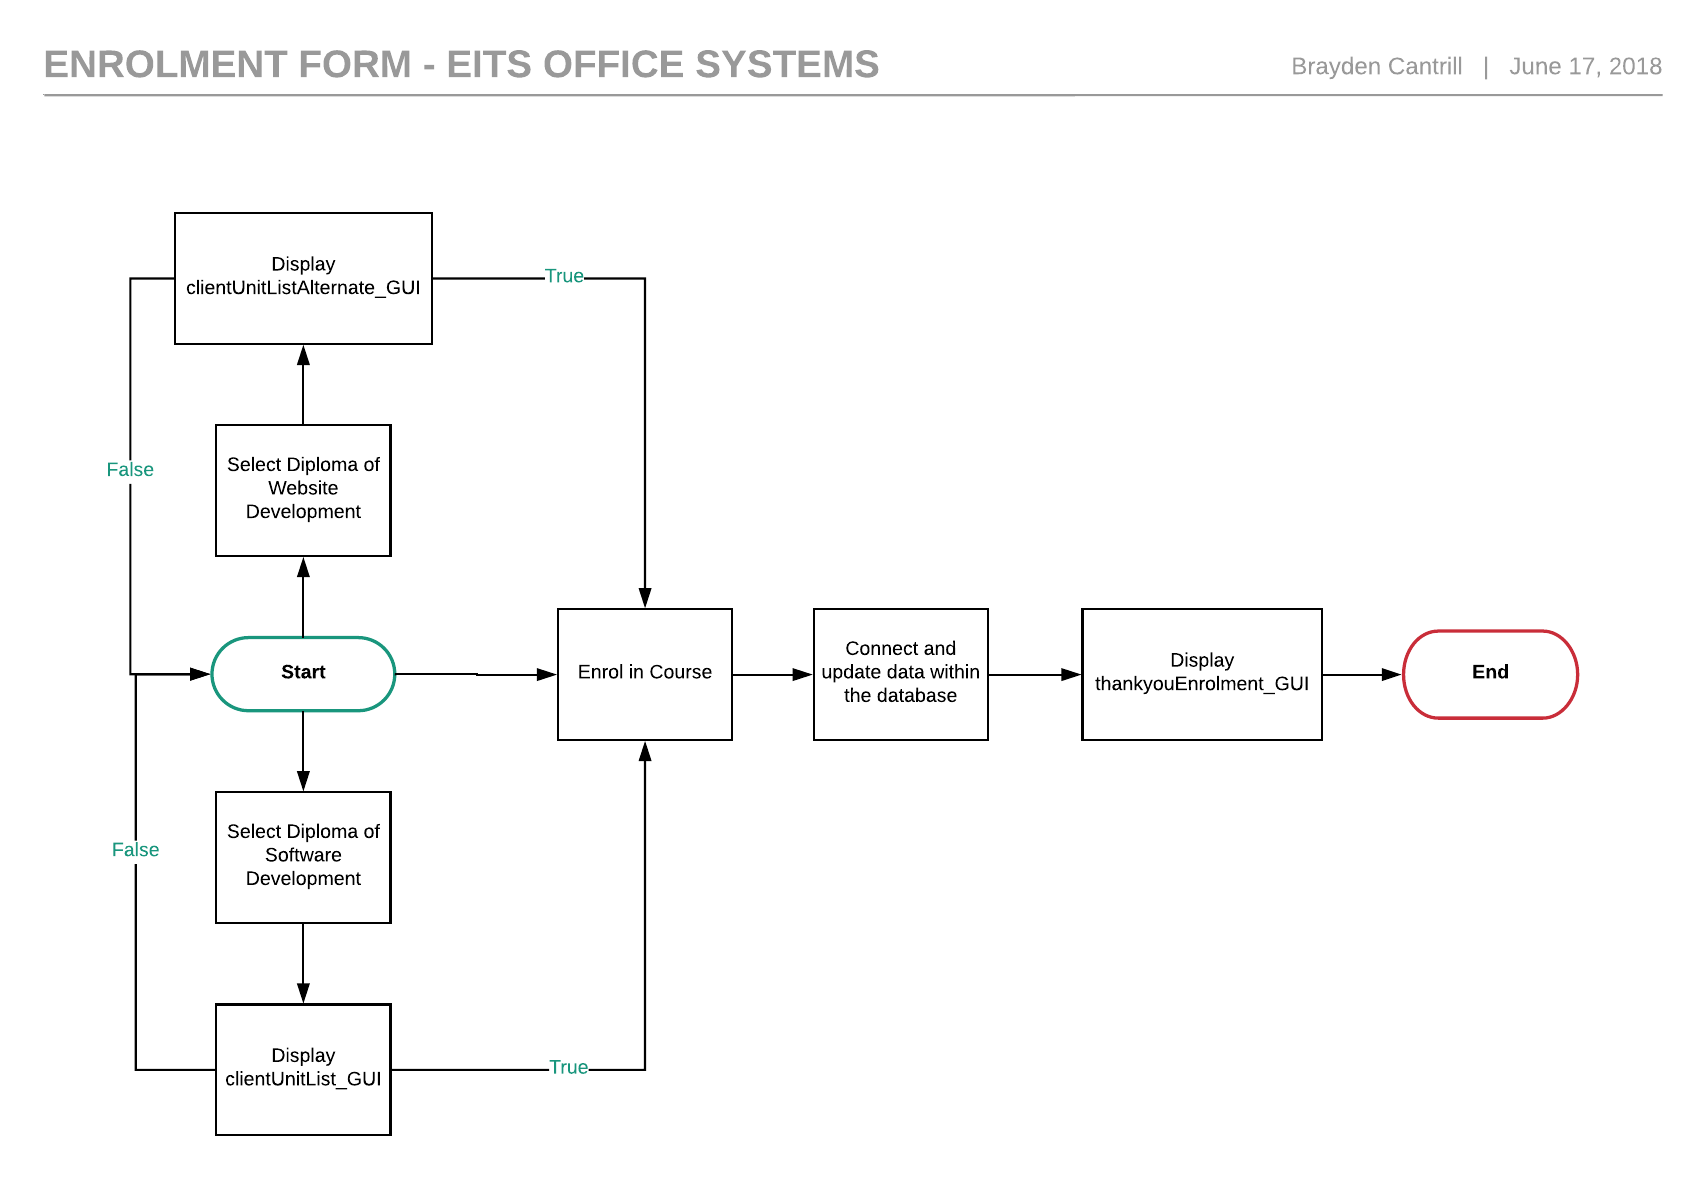 ENROLMENT FORM - EITS OFFICE SYSTEMS
Brayden Cantrill | June 17, 2018
Display
clientUnitListAlternate_GUI
True
False
Select Diploma of
Website
Development
Start
Enrol in Course
Connect and
update data within
the database
Display
thankyouEnrolment_GUI
End
Select Diploma of
Software
Development
False
Display
clientUnitList_GUI
True